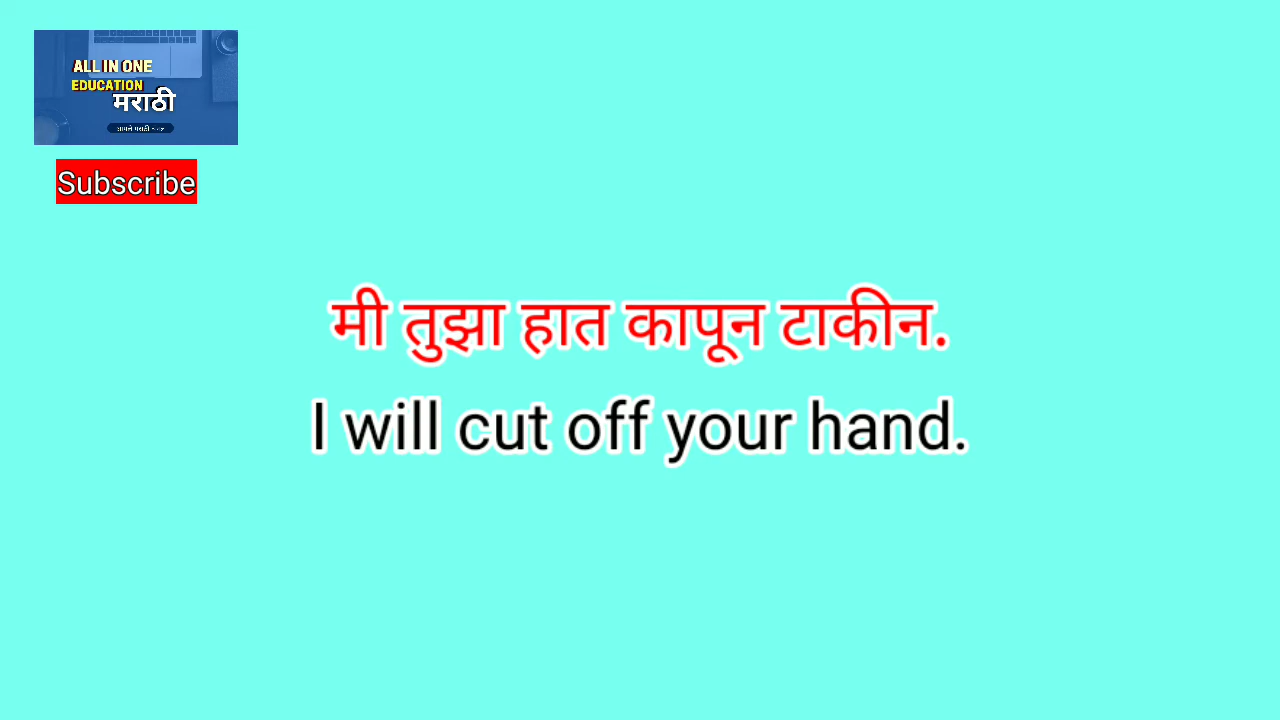 ALL IN ONE
EDUCATION
मराठी
Subscribe
मी तुझा हात कापून टाकीन.
I will cut off your hand.